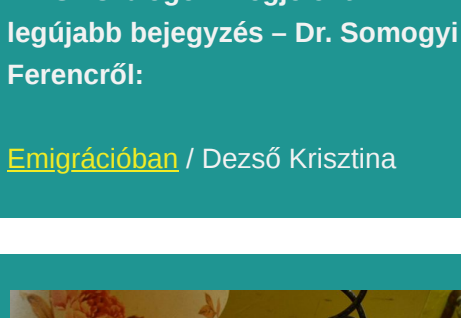 legújabb bejegyzés – Dr. Somogyi
Ferencről:
Emigrációban / Dezső Krisztina